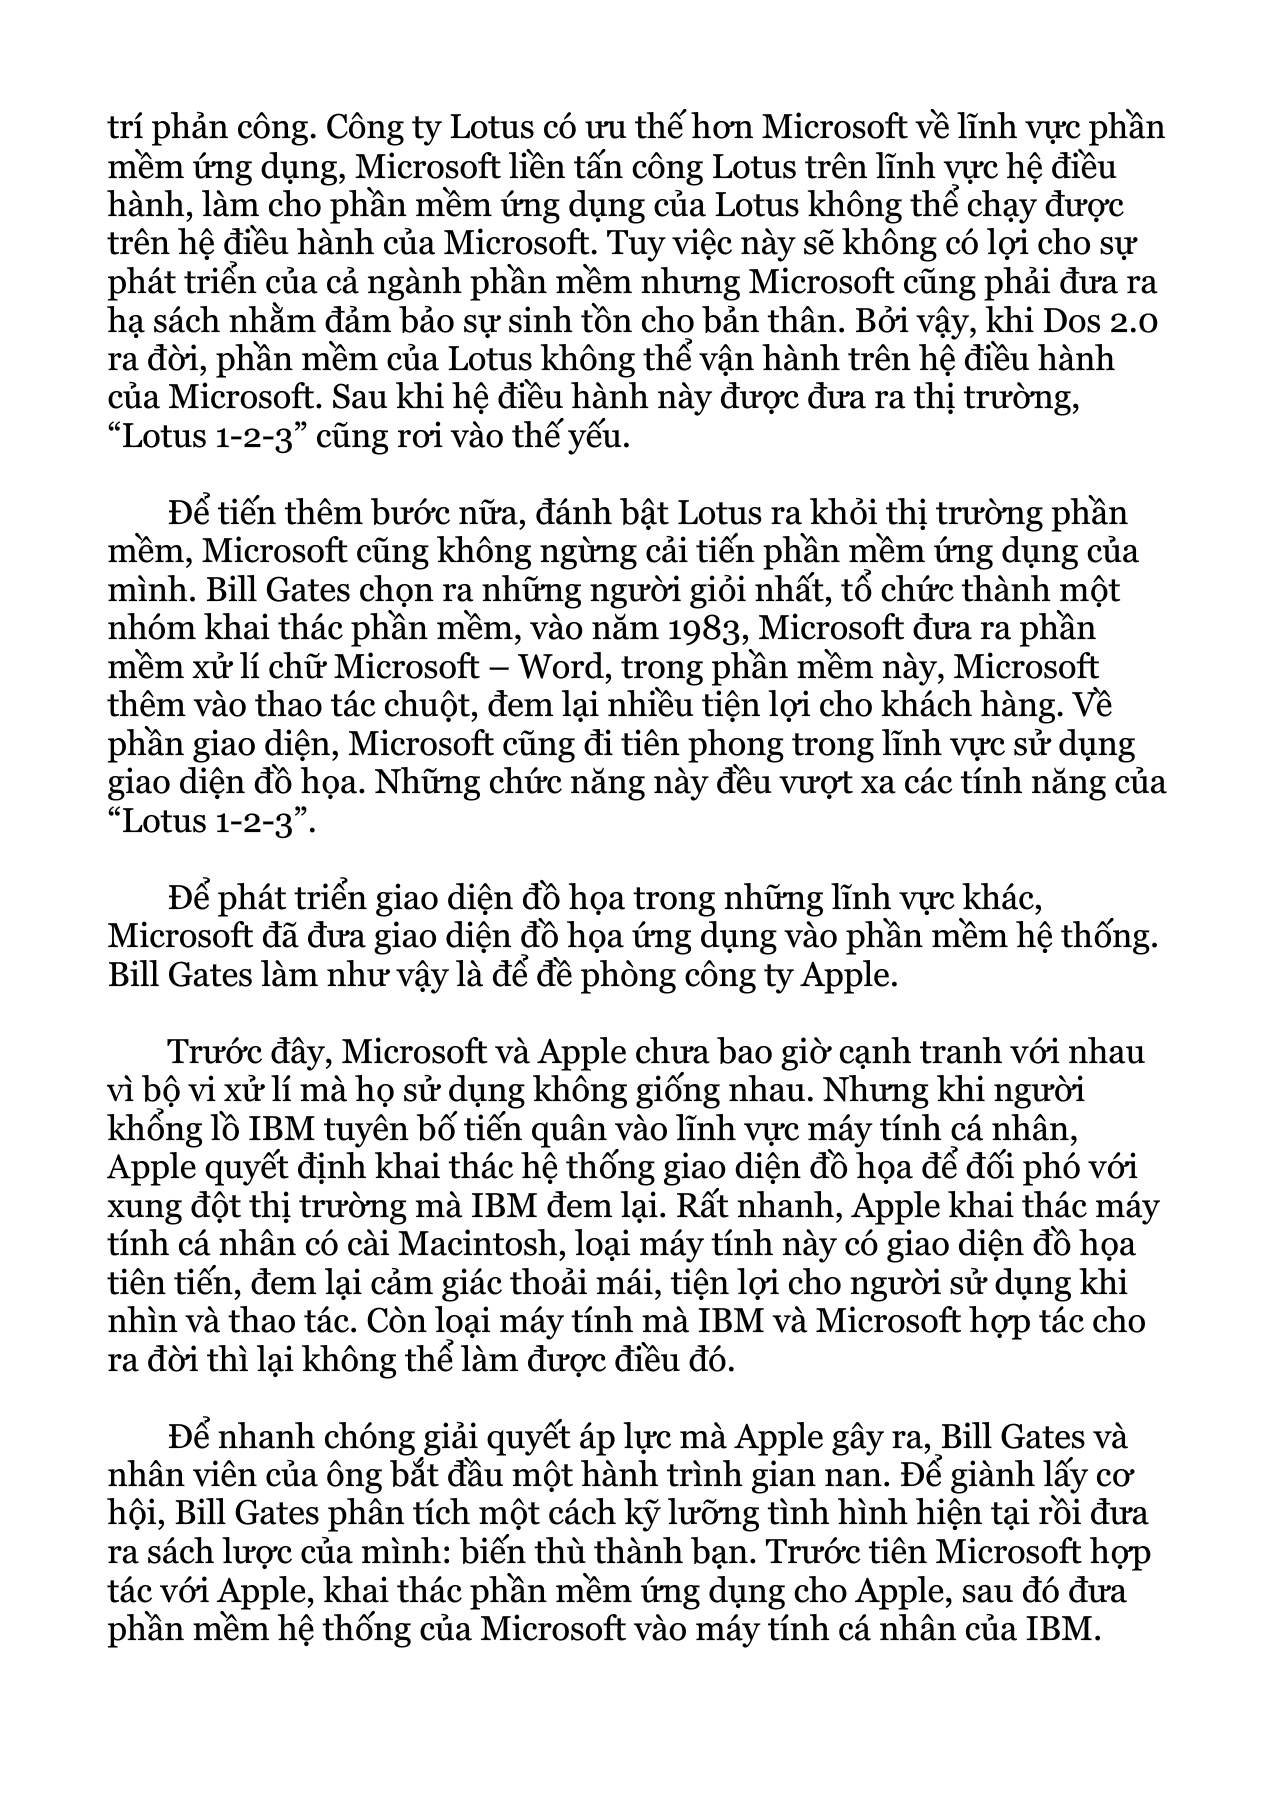 trí phản công. Công ty Lotus có ưu thế hơn Microsoft về lĩnh vực phần
mềm ứng dụng, Microsoft liền tấn công Lotus trên lĩnh vực hệ điều
hành, làm cho phần mềm ứng dụng của Lotus không thể chạy được
trên hệ điều hành của Microsoft. Tuy việc này sẽ không có lợi cho sự
phát triển của cả ngành phần mềm nhưng Microsoft cũng phải đưa ra
hạ sách nhằm đảm bảo sự sinh tồn cho bản thân. Bởi vậy, khi Dos 2.0
ra đời, phần mềm của Lotus không thể vận hành trên hệ điều hành
của Microsoft. Sau khi hệ điều hành này được đưa ra thị trường,
“Lotus 1-2-3” cũng rơi vào thế yếu.
Để tiến thêm bước nữa, đánh bật Lotus ra khỏi thị trường phần
mềm, Microsoft cũng không ngừng cải tiến phần mềm ứng dụng của
mình. Bill Gates chọn ra những người giỏi nhất, tổ chức thành một
nhóm khai thác phần mềm, vào năm 1983, Microsoft đưa ra phần
mềm xử lí chữ Microsoft – Word, trong phần mềm này, Microsoft
thêm vào thao tác chuột, đem lại nhiều tiện lợi cho khách hàng. Về
phần giao diện, Microsoft cũng đi tiên phong trong lĩnh vực sử dụng
giao diện đồ họa. Những chức năng này đều vượt xa các tính năng của
“Lotus 1-2-3”.
Để phát triển giao diện đồ họa trong những lĩnh vực khác,
Microsoft đã đưa giao diện đồ họa ứng dụng vào phần mềm hệ thống.
Bill Gates làm như vậy là để đề phòng công ty Apple.
Trước đây, Microsoft và Apple chưa bao giờ cạnh tranh với nhau
vì bộ vi xử lí mà họ sử dụng không giống nhau. Nhưng khi người
khổng lồ IBM tuyên bố tiến quân vào lĩnh vực máy tính cá nhân,
Apple quyết định khai thác hệ thống giao diện đồ họa để đối phó với
xung đột thị trường mà IBM đem lại. Rất nhanh, Apple khai thác máy
tính cá nhân có cài Macintosh, loại máy tính này có giao diện đồ họa
tiên tiến, đem lại cảm giác thoải mái, tiện lợi cho người sử dụng khi
nhìn và thao tác. Còn loại máy tính mà IBM và Microsoft hợp tác cho
ra đời thì lại không thể làm được điều đó.
Để nhanh chóng giải quyết áp lực mà Apple gây ra, Bill Gates và
nhân viên của ông bắt đầu một hành trình gian nan. Để giành lấy cơ
hội, Bill Gates phân tích một cách kỹ lưỡng tình hình hiện tại rồi đưa
ra sách lược của mình: biến thù thành bạn. Trước tiên Microsoft hợp
tác với Apple, khai thác phần mềm ứng dụng cho Apple, sau đó đưa
phần mềm hệ thống của Microsoft vào máy tính cá nhân của IBM.